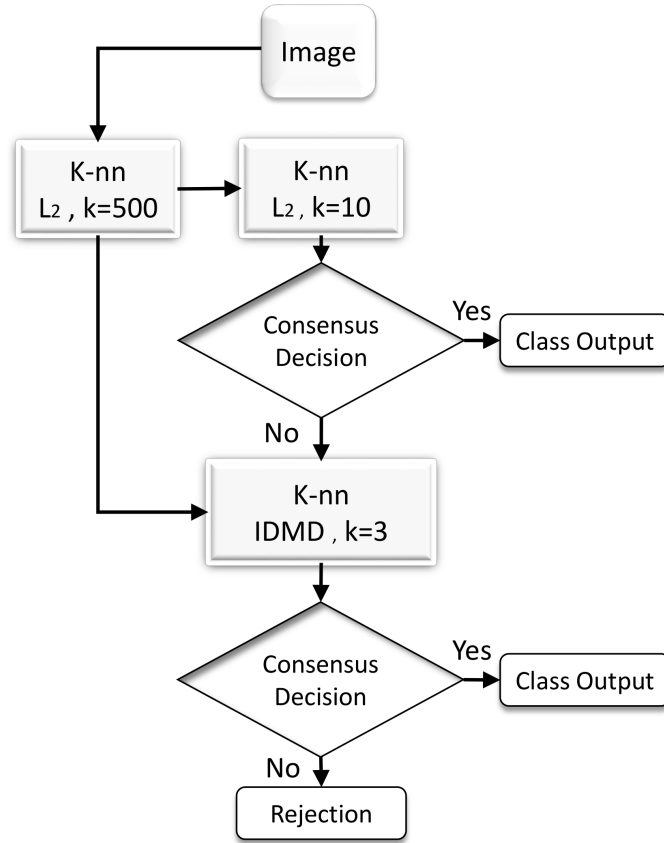 Image
K-nn
L2 , k=500
K-nn
L2, k=10
Consensus
Decision
Yes
Class Output
No
K-nn
IDMD , k=3
Consensus
Decision
Yes
Class Output
No
Rejection